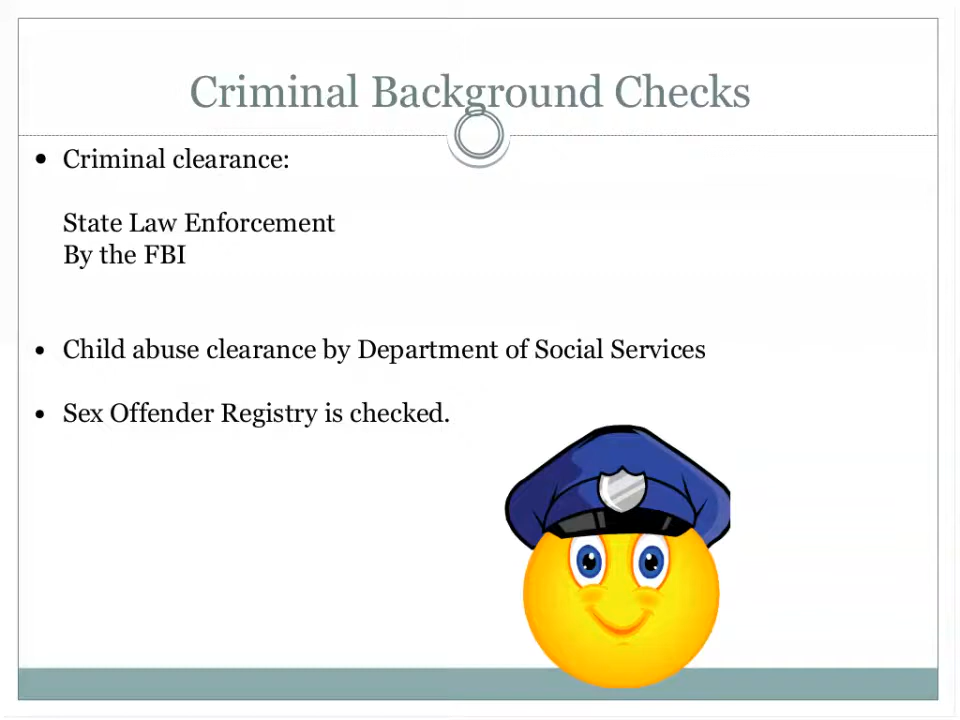 Criminal Background Checks
• Criminal clearance:
State Law Enforcement
By the FBI
• Child abuse clearance by Department of Social Services
• Sex Offender Registry is checked.